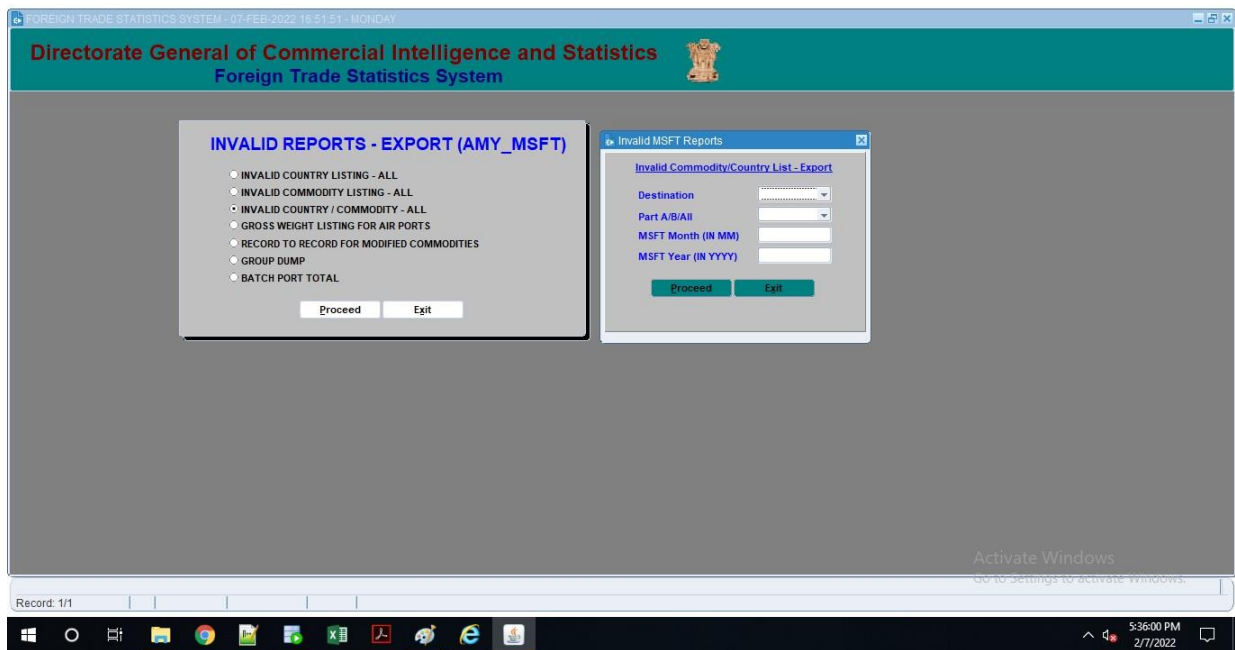 FOREIGN TRADE STATISTICS SYSTEM - 07-FEB-2022 16:51:51 - MONDAY
Directorate General of Commercial Intelligence and Statistics
Foreign Trade Statistics System
INVALID REPORTS - EXPORT (AMY_MSFT)
INVALID COUNTRY LISTING - ALL
INVALID COMMODITY LISTING - ALL
INVALID COUNTRY / COMMODITY - ALL
GROSS WEIGHT LISTING FOR AIR PORTS
RECORD TO RECORD FOR MODIFIED COMMODITIES
GROUP DUMP
BATCH PORT TOTAL
Proceed Exit
Invalid MSFT Reports
Invalid Commodity/Country List - Export
Destination
Part A/B/All
MSFT Month (IN MM)
MSFT Year (IN YYYY)
Proceed Exit
Activate Windows
Go to Settings to activate Windows.
Record: 1/1
5:36:00 PM
2/7/2022